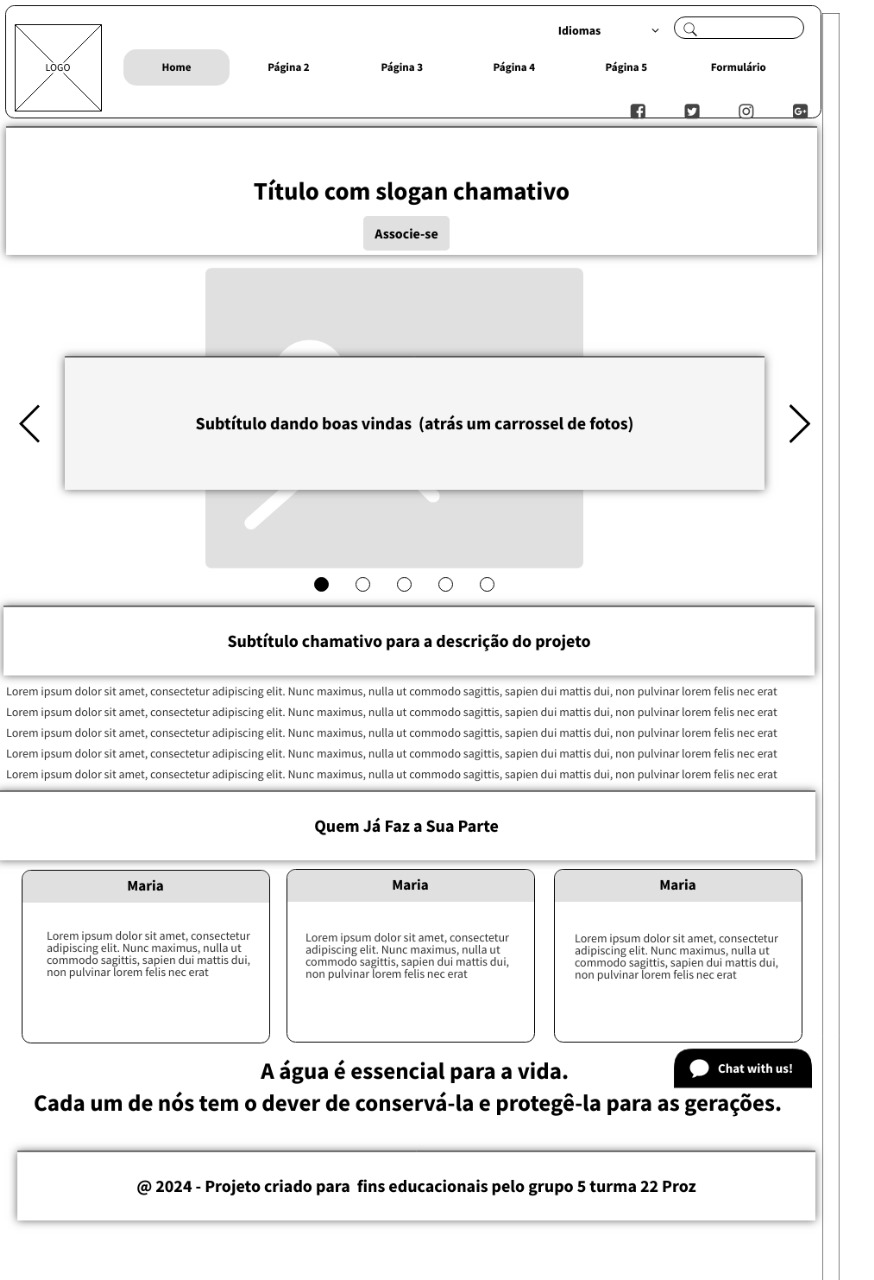 Idiomas
LOGO
Home
Página 2
Página 3
Página 4
Página 5
Formulário
Título com slogan chamativo
Associe-se
Subtítulo dando boas vindas  (atrás um carrossel de fotos)
Subtítulo chamativo para a descrição do projeto
Lorem ipsum dolor sit amet, consectetur adipiscing elit. Nunc maximus, nulla ut commodo sagittis, sapien dui mattis dui, non pulvinar lorem felis nec erat
Lorem ipsum dolor sit amet, consectetur adipiscing elit. Nunc maximus, nulla ut commodo sagittis, sapien dui mattis dui, non pulvinar lorem felis nec erat
Lorem ipsum dolor sit amet, consectetur adipiscing elit. Nunc maximus, nulla ut commodo sagittis, sapien dui mattis dui, non pulvinar lorem felis nec erat
Lorem ipsum dolor sit amet, consectetur adipiscing elit. Nunc maximus, nulla ut commodo sagittis, sapien dui mattis dui, non pulvinar lorem felis nec erat
Lorem ipsum dolor sit amet, consectetur adipiscing elit. Nunc maximus, nulla ut commodo sagittis, sapien dui mattis dui, non pulvinar lorem felis nec erat
Quem Já Faz a Sua Parte
Maria
Lorem ipsum dolor sit amet, consectetur
adipiscing elit. Nunc maximus, nulla ut
commodo sagittis, sapien dui mattis dui,
non pulvinar lorem felis nec erat
Maria
Lorem ipsum dolor sit amet, consectetur
adipiscing elit. Nunc maximus, nulla ut
commodo sagittis, sapien dui mattis dui,
non pulvinar lorem felis nec erat
Maria
Lorem ipsum dolor sit amet, consectetur
adipiscing elit. Nunc maximus, nulla ut
commodo sagittis, sapien dui mattis dui,
non pulvinar lorem felis nec erat
A água é essencial para a vida.
Chat with us!
Cada um de nós tem o dever de conservá-la e protegê-la para as gerações.
@ 2024 - Projeto criado para  fins educacionais pelo grupo 5 turma 22 Proz